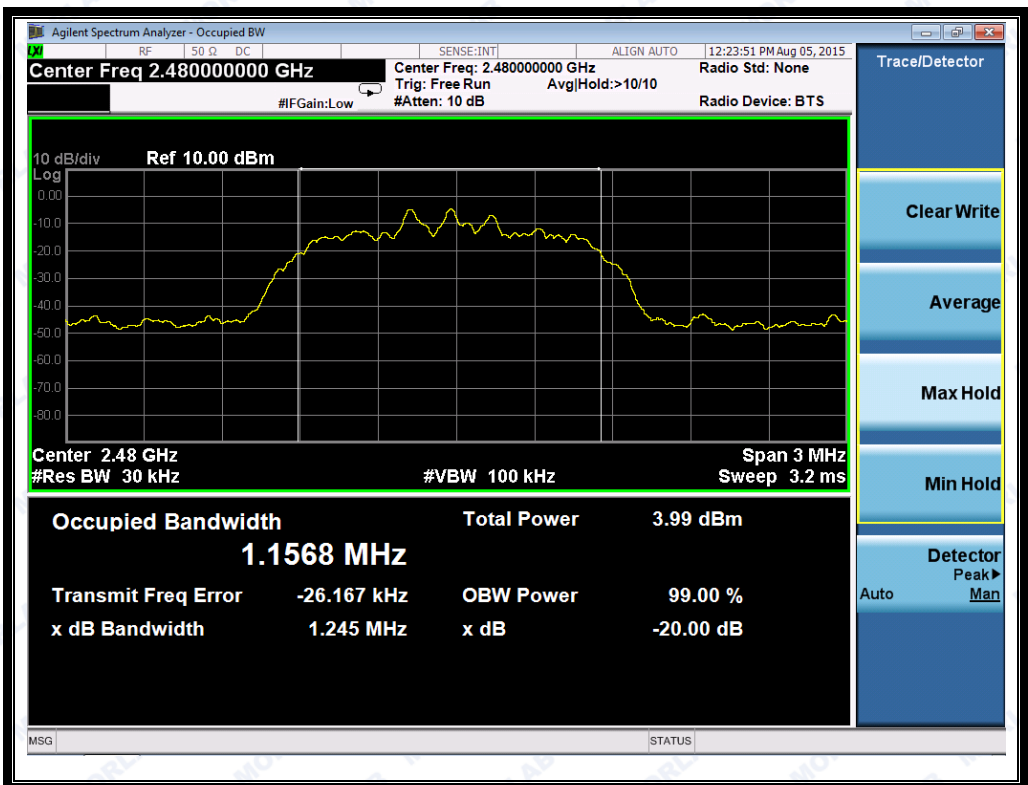 Agilent Spectrum Analyzer - Occupied BW
LXI RF 50 Ω DC SENSE:INT ALIGN AUTO 12:23:51 PM Aug 05, 2015
Center Freq 2.480000000 GHz
Center Freq: 2.480000000 GHz
Radio Std: None
Trig: Free Run Avg|Hold:>10/10
#IFGain:Low
#Atten: 10 dB
Radio Device: BTS
10 dB/div Ref 10.00 dBm
Log
0.00
-10.0
-20.0
-30.0
-40.0
-50.0
-60.0
-70.0
-80.0
Center 2.48 GHz
Span 3 MHz
#Res BW 30 kHz
#VBW 100 kHz
Sweep 3.2 ms
Occupied Bandwidth
1.1568 MHz
Total Power 3.99 dBm
Transmit Freq Error -26.167 kHz
OBW Power 99.00 %
x dB Bandwidth 1.245 MHz
x dB -20.00 dB
MSG
STATUS
Trace/Detector
Clear Write
Average
Max Hold
Min Hold
Detector
Peak▶
Auto Man